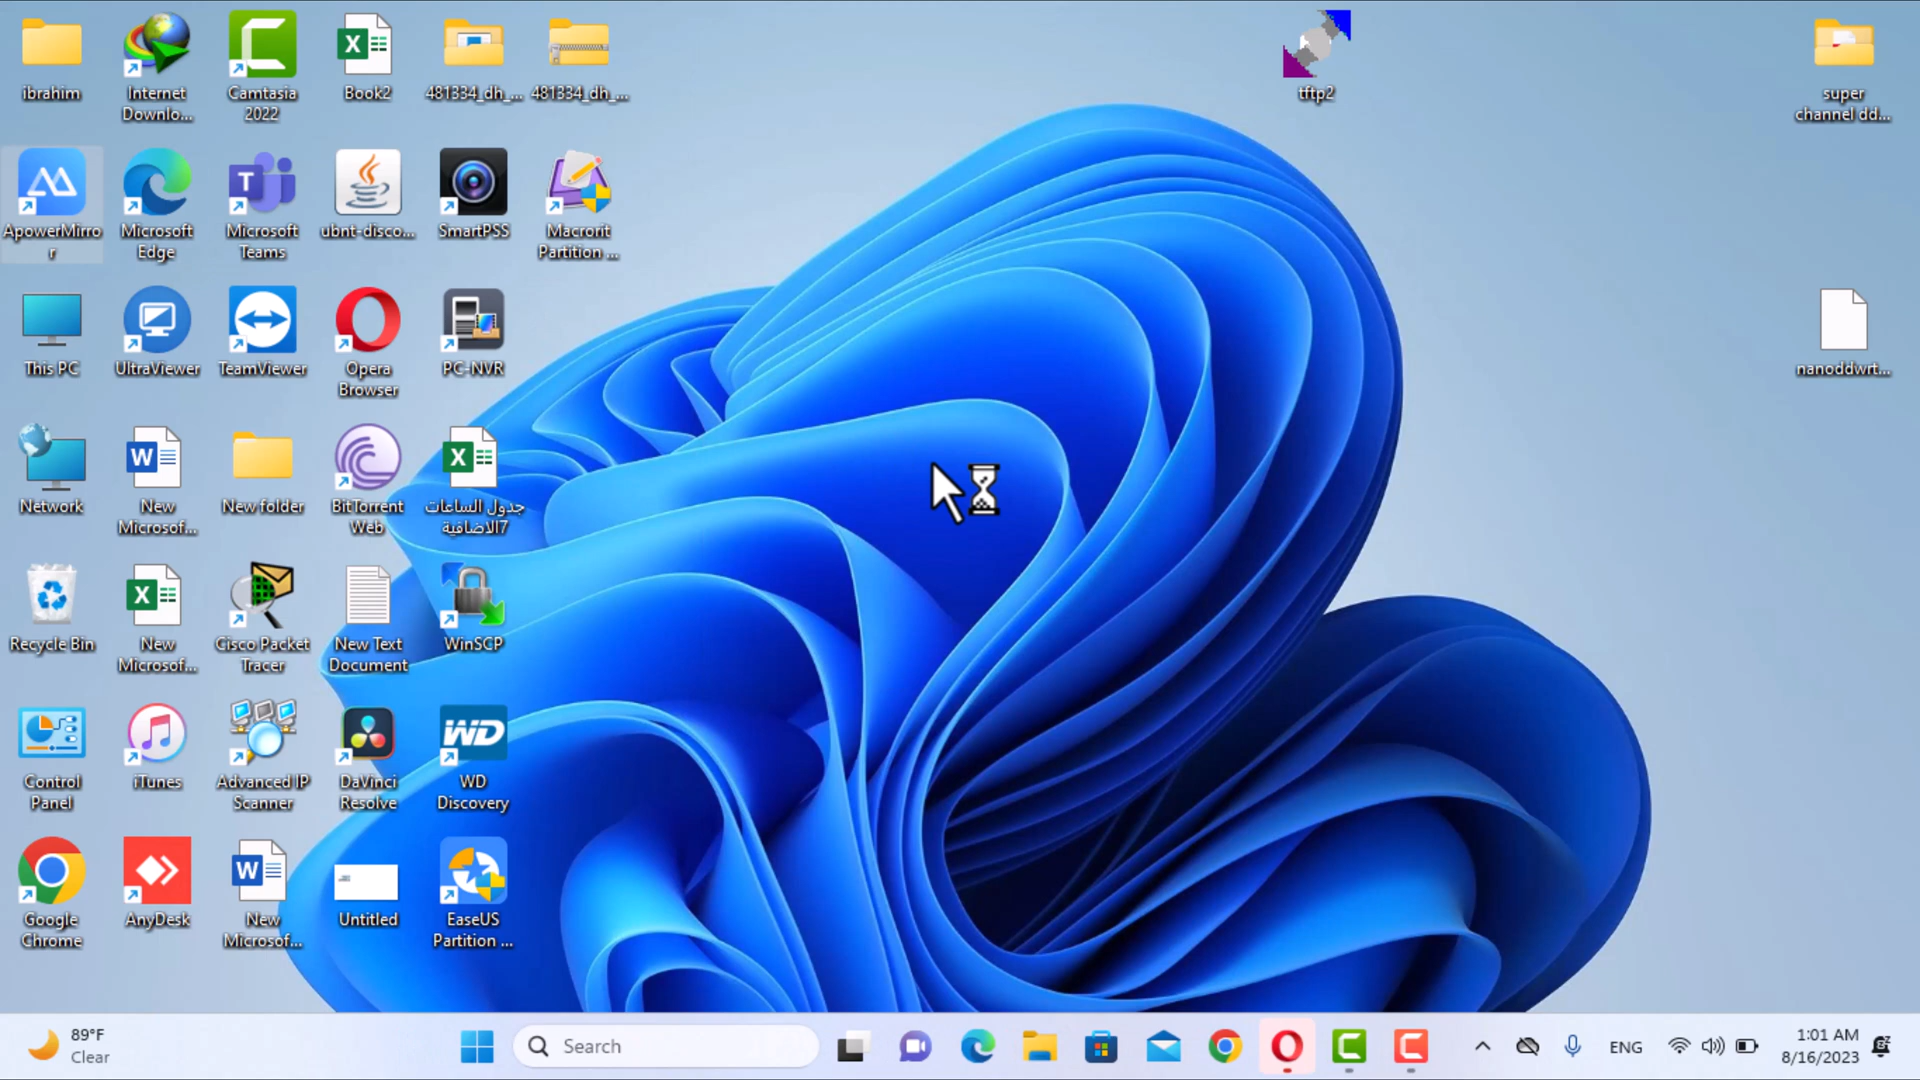 ibrahim
Internet
Downlo...
Camtasia
2022
Book2
481334_dh_...
481334_dh_...
tftp2
super
channel dd...
ApowerMirro
r
Microsoft
Edge
Microsoft
Teams
ubnt-disco...
SmartPSS
Macrorit
Partition ...
This PC
UltraViewer
TeamViewer
Opera
Browser
PC-NVR
nanoddwrt...
Network
New
Microsof...
New folder
BitTorrent
Web
جدول الساعات
الاضافية7
Recycle Bin
New
Microsof...
Cisco Packet
Tracer
New Text
Document
WinSCP
Control
Panel
iTunes
Advanced IP
Scanner
DaVinci
Resolve
WD
WD
Discovery
Google
Chrome
AnyDesk
New
Microsof...
Untitled
EaseUS
Partition ...
89°F
Clear
Search
ENG
1:01 AM
8/16/2023